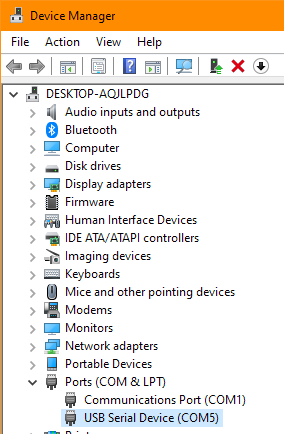 Device Manager
File Action View Help
DESKTOP-AQJLPDG
Audio inputs and outputs
Bluetooth
Computer
Disk drives
Display adapters
Firmware
Human Interface Devices
IDE ATA/ATAPI controllers
Imaging devices
Keyboards
Mice and other pointing devices
Modems
Monitors
Network adapters
Portable Devices
Ports (COM & LPT)
Communications Port (COM1)
USB Serial Device (COM5)